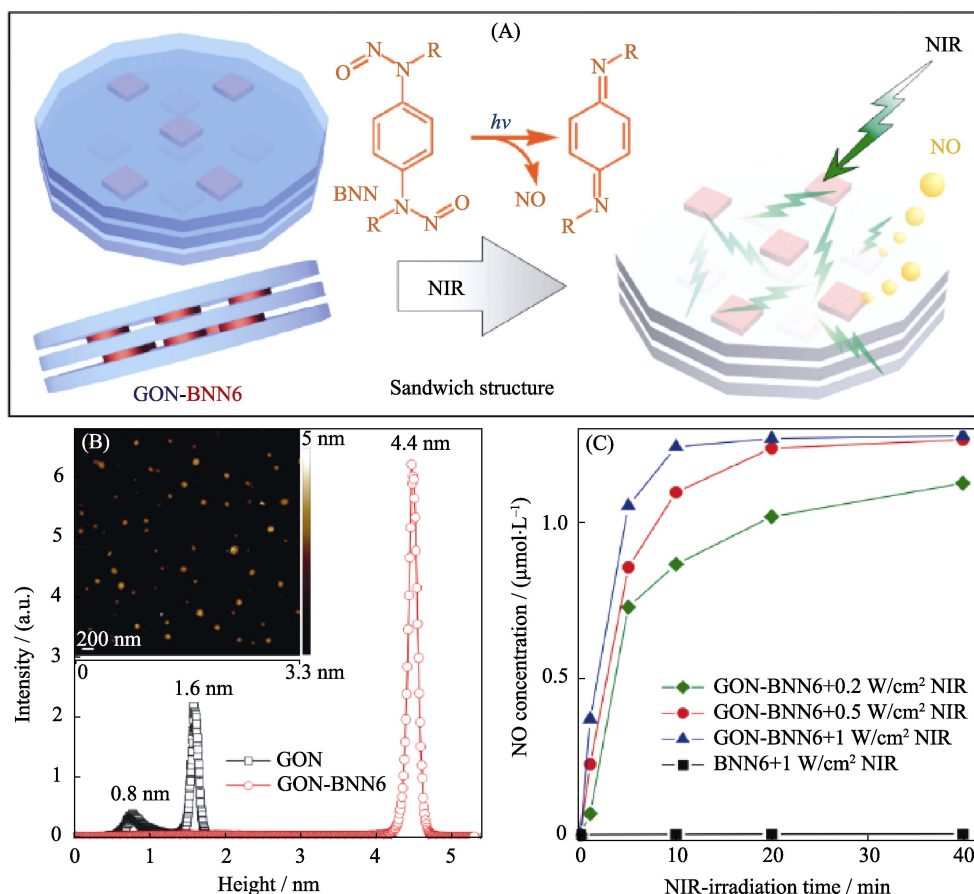 (A)
N
O
N
R
BNN
R
N
N
O
hv
NO
N
R
N
R
NIR
NO
NIR
GON-BNN6
Sandwich structure
(B)
Intensity / (a.u.)
6
5
4
3
2
1
0
5 nm
200 nm
0
3.3 nm
3.3 nm
0.8 nm
1.6 nm
4.4 nm
GON
GON-BNN6
0
1
2
3
4
5
Height / nm
(C)
NO concentration / (μmol·L⁻¹)
1.0
0.5
0
GON-BNN6+0.2 W/cm² NIR
GON-BNN6+0.5 W/cm² NIR
GON-BNN6+1 W/cm² NIR
BNN6+1 W/cm² NIR
0
10
20
30
40
NIR-irradiation time / min